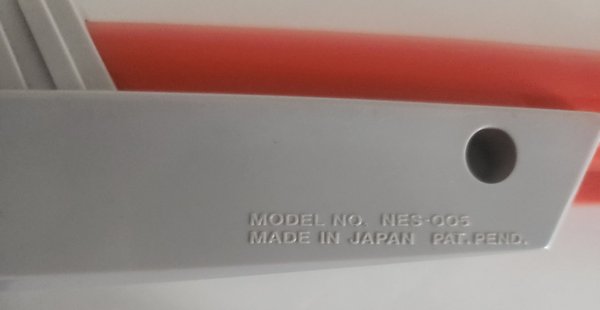 MODEL NO. NES-005
MADE IN JAPAN PAT.PEND.